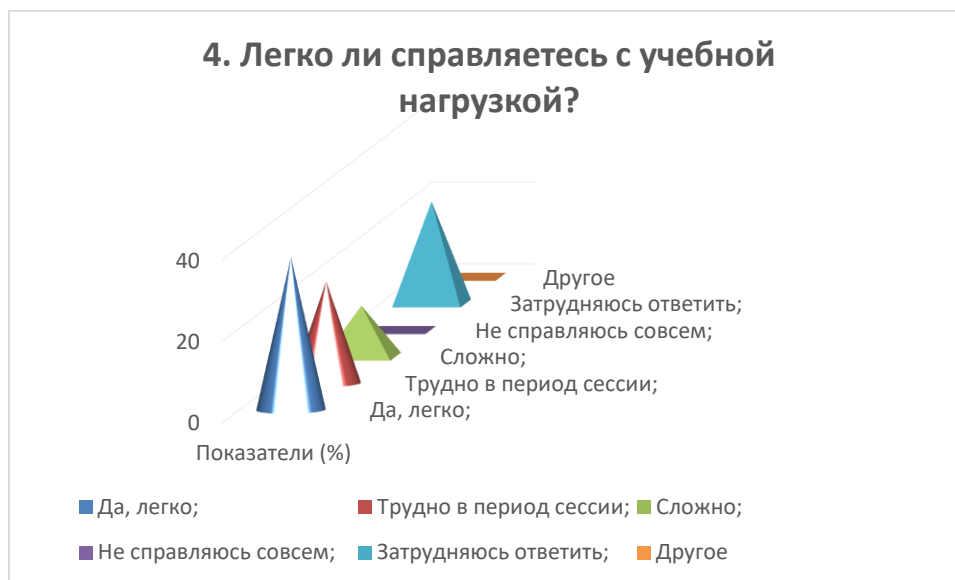 4. Легко ли справляетесь с учебной
нагрузкой?
40
20
0
Другое
Затрудняюсь ответить;
Не справляюсь совсем;
Сложно;
Трудно в период сессии;
Да, легко;
Показатели (%)
Да, легко; Трудно в период сессии; Сложно;
Не справляюсь совсем; Затрудняюсь ответить; Другое